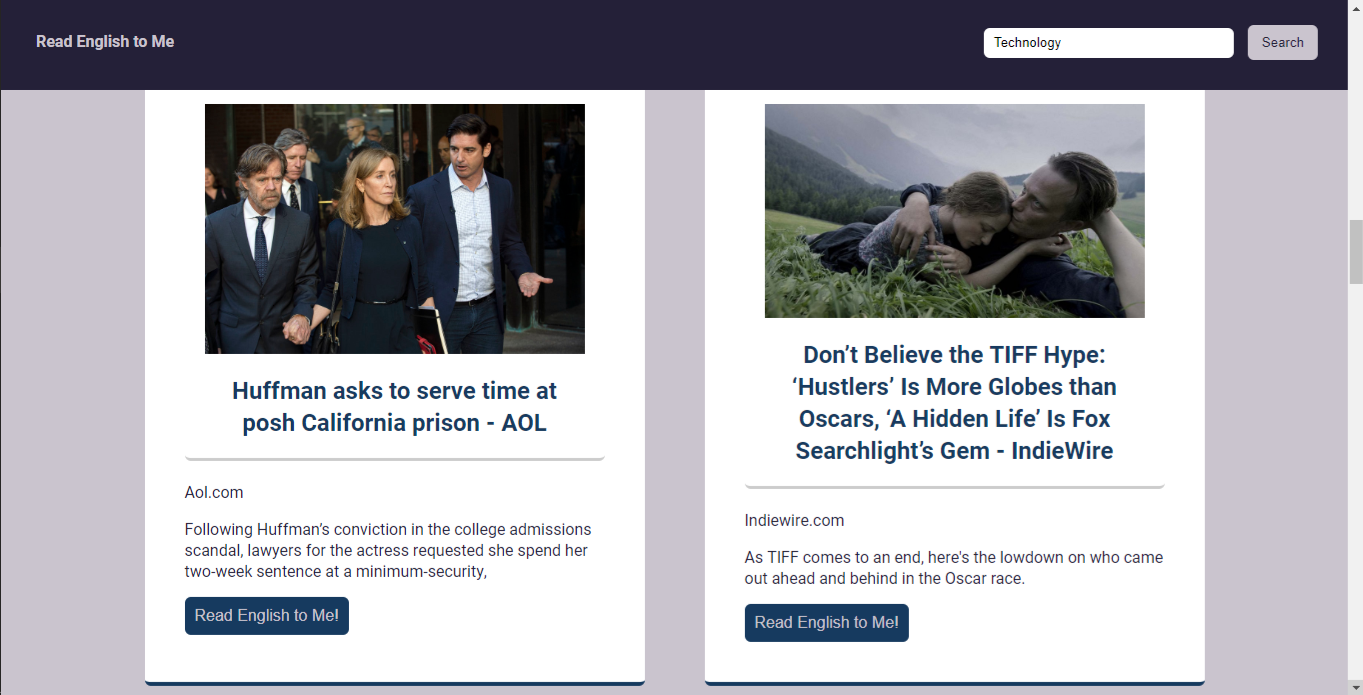 Read English to Me
Technology
Search
Huffman asks to serve time at
posh California prison - AOL
Aol.com
Following Huffman’s conviction in the college admissions
scandal, lawyers for the actress requested she spend her
two-week sentence at a minimum-security,
Read English to Me!
Don’t Believe the TIFF Hype:
‘Hustlers’ Is More Globes than
Oscars, ‘A Hidden Life’ Is Fox
Searchlight’s Gem - IndieWire
Indiewire.com
As TIFF comes to an end, here's the lowdown on who came
out ahead and behind in the Oscar race.
Read English to Me!